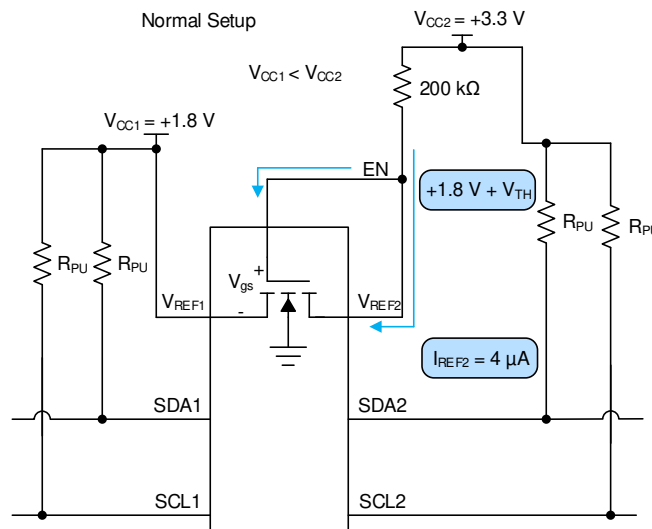 Normal Setup
VCC2 = +3.3 V
VCC1 < VCC2
200 kΩ
VCC1 = +1.8 V
EN
+1.8 V + VTH
RPU
RPU
RPU
RPU
Vgs
+
-
VREF1
VREF2
IREF2 = 4 µA
SDA1
SDA2
SCL1
SCL2